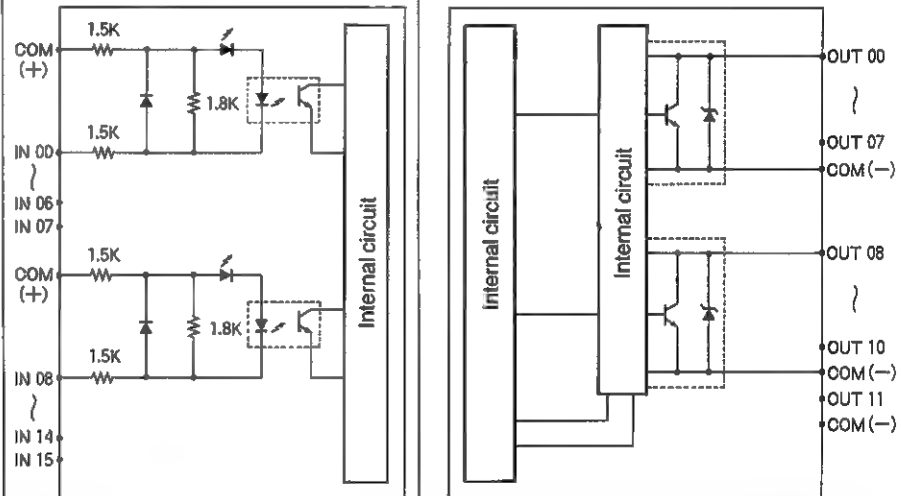 1.5K
COM
(+)
1.8K
1.5K
IN 00
IN 06
IN 07
1.5K
COM
(+)
1.8K
1.5K
IN 08
IN 14
IN 15
Internal circuit
Internal circuit
Internal circuit
OUT 00
OUT 07
COM (−)
OUT 08
OUT 10
COM (−)
OUT 11
COM (−)